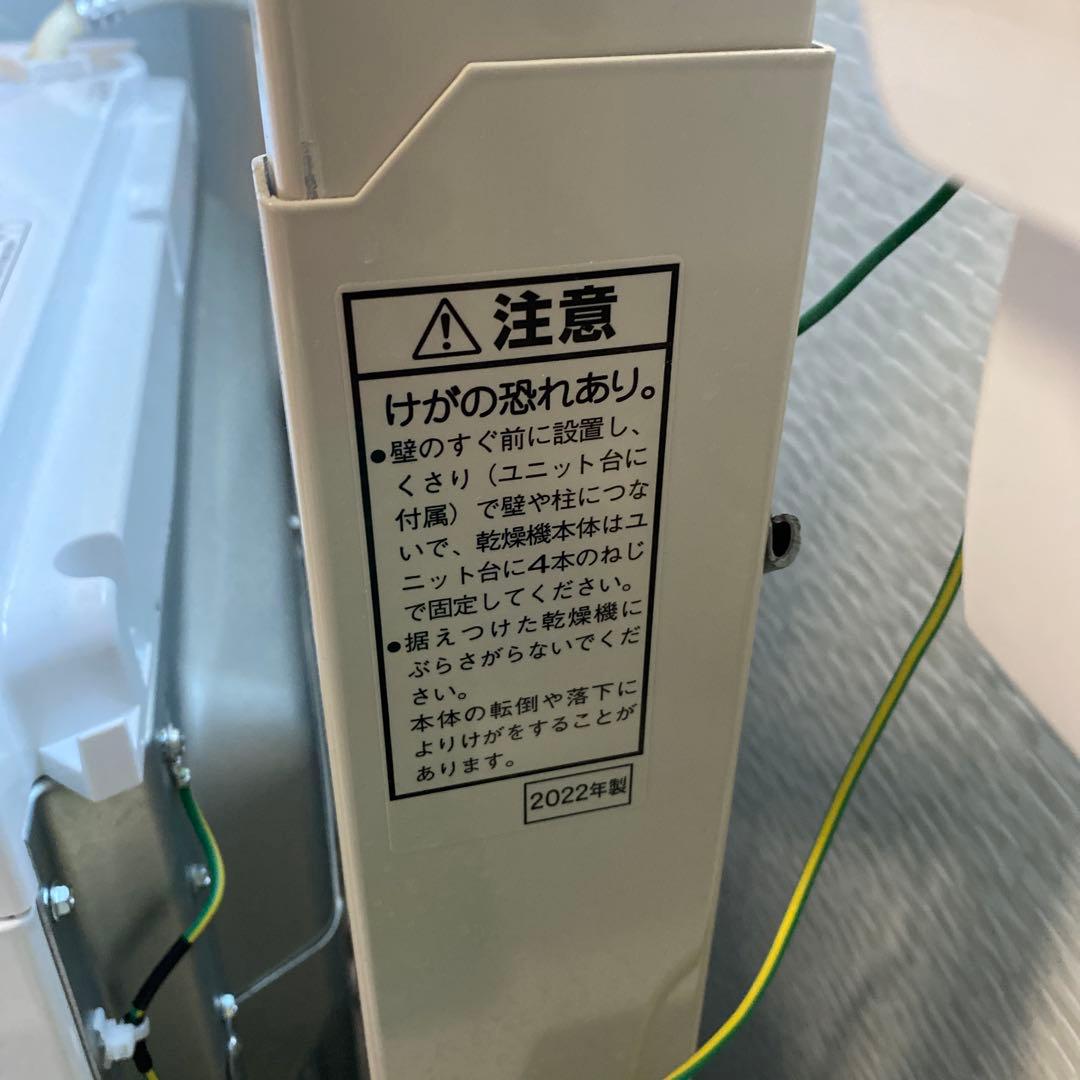 注意
けがの恐れあり。
●壁のすぐ前に設置し、
くさり(ユニット台に
付属)で壁や柱につな
いで、乾燥機本体はユ
ニット台に4本のねじ
で固定してください。
●据えつけた乾燥機に
ぶらさがらないでくだ
さい。
本体の転倒や落下に
よりけがをすることが
あります。
2022年製